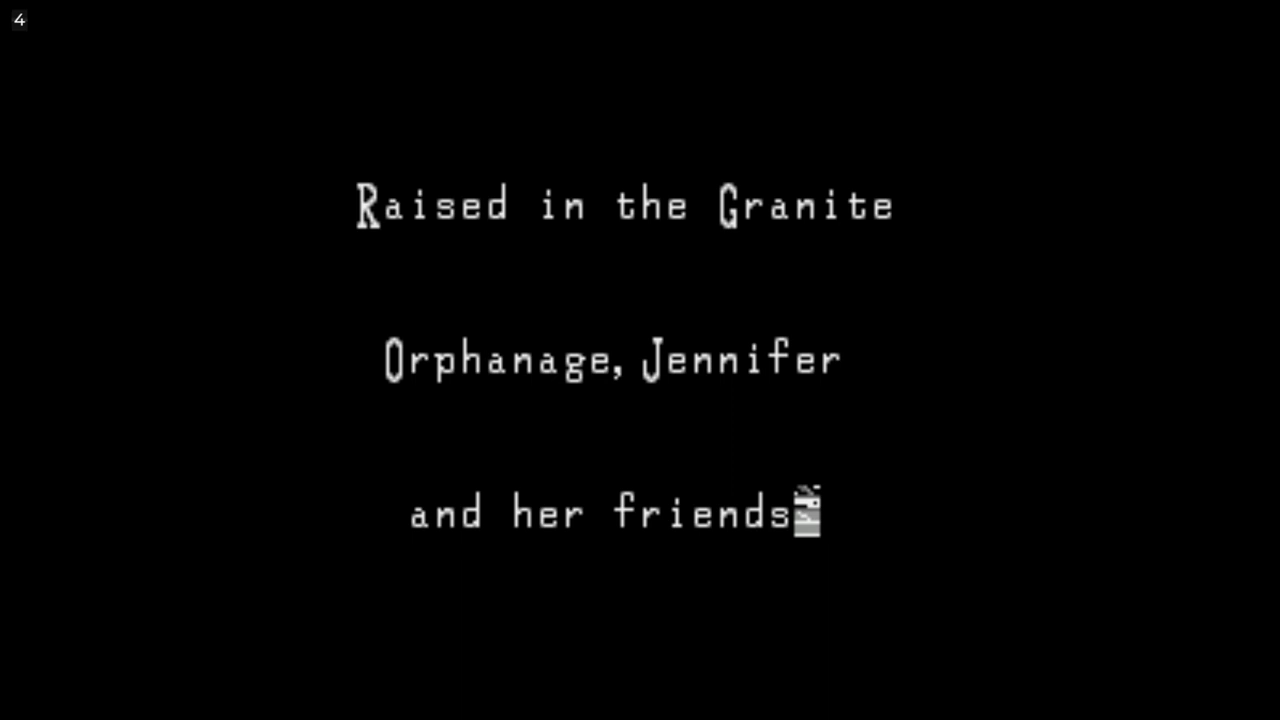 4
Raised in the Granite
Orphanage, Jennifer
and her friends